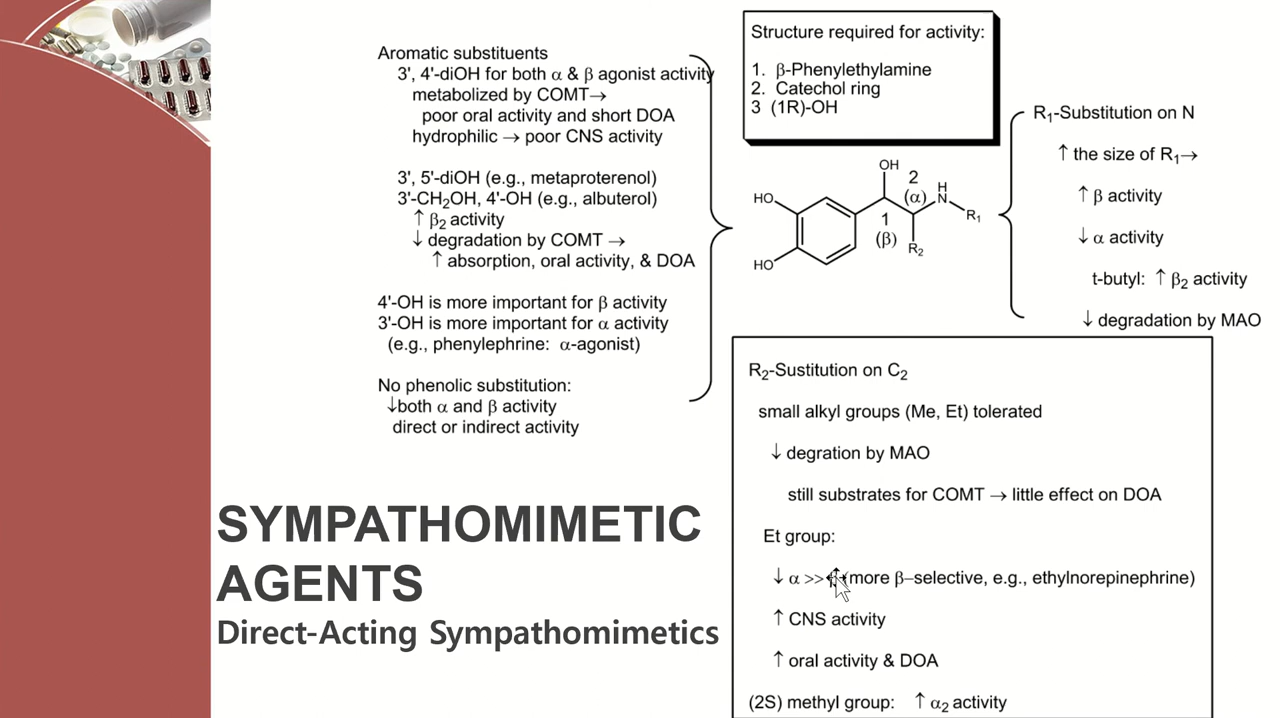 Aromatic substituents
3', 4'-diOH for both α & β agonist activity
metabolized by COMT→
poor oral activity and short DOA
hydrophilic → poor CNS activity
3', 5'-diOH (e.g., metaproterenol)
3'-CH₂OH, 4'-OH (e.g., albuterol)
↑ β₂ activity
↓ degradation by COMT →
↑ absorption, oral activity, & DOA
4'-OH is more important for β activity
3'-OH is more important for α activity
(e.g., phenylephrine: α-agonist)
No phenolic substitution:
↓both α and β activity
direct or indirect activity
Structure required for activity:
1. β-Phenylethylamine
2. Catechol ring
3 (1R)-OH
OH
HO
HO
2
(α)
1
(β)
H
N
R₁
R₂
R₁-Substitution on N
↑ the size of R₁→
↑ β activity
↓ α activity
t-butyl: ↑ β₂ activity
↓ degradation by MAO
R₂-Sustitution on C₂
small alkyl groups (Me, Et) tolerated
↓ degration by MAO
still substrates for COMT → little effect on DOA
Et group:
↓ α >> (more β–selective, e.g., ethylnorepinephrine)
↑ CNS activity
↑ oral activity & DOA
(2S) methyl group: ↑ α₂ activity
SYMPATHOMIMETIC
AGENTS
Direct-Acting Sympathomimetics